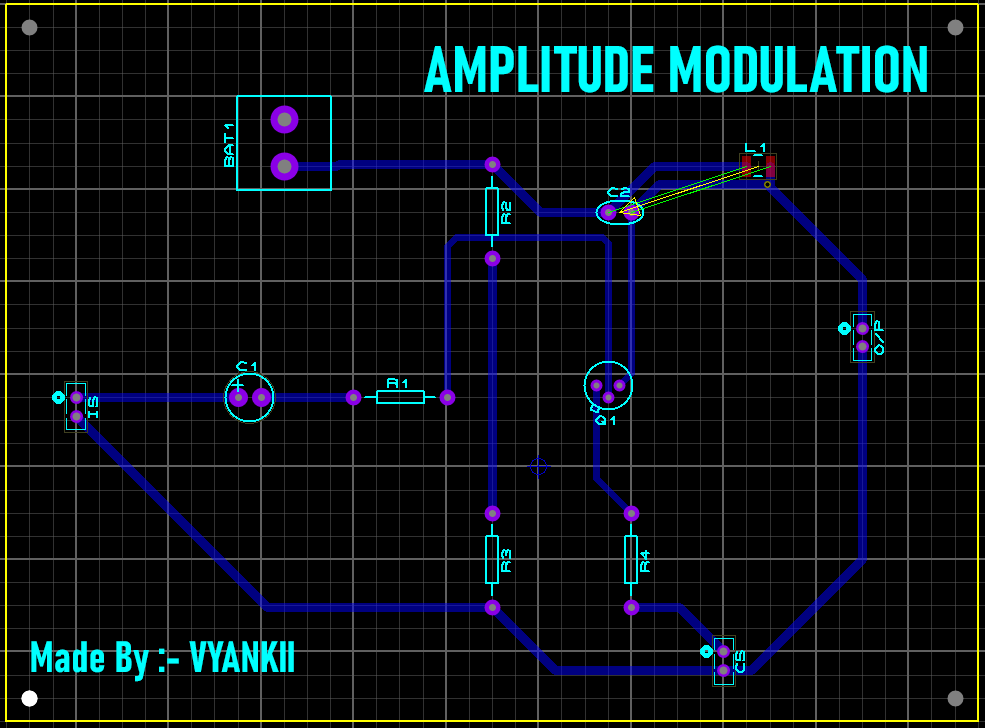 AMPLITUDE MODULATION
BAT1
L1
C2
R2
O/P
C1
+
R1
IS
Q1
R3
R4
CS
Made By :- VYANKII